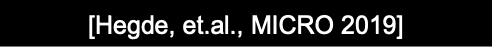 [Hegde, et.al., MICRO 2019]